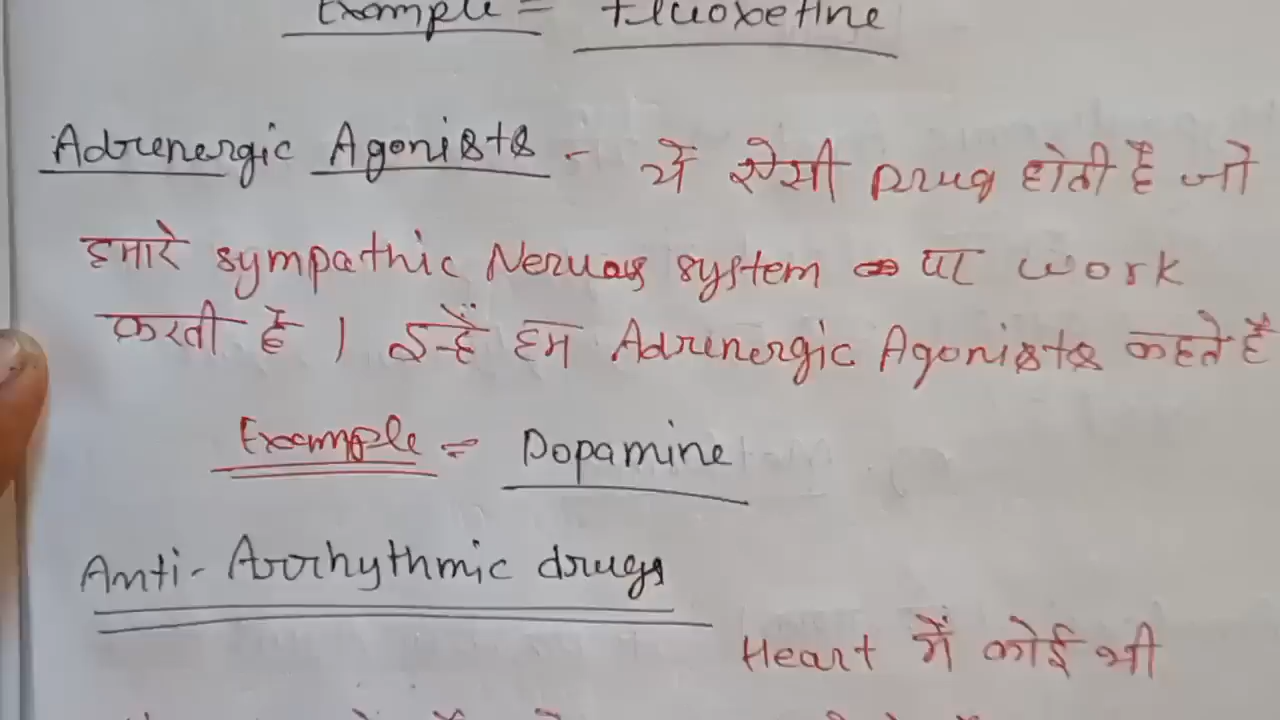 Example = Fluoxetine
Adrenergic Agonists - ये ऐसी Drug होती हैं जो
हमारे sympathic Nervous system पर work
करती हैं । इन्हें हम Adrenergic Agonists कहते हैं
Example = Dopamine
Anti-Arrhythmic drugs
Heart में कोई भी